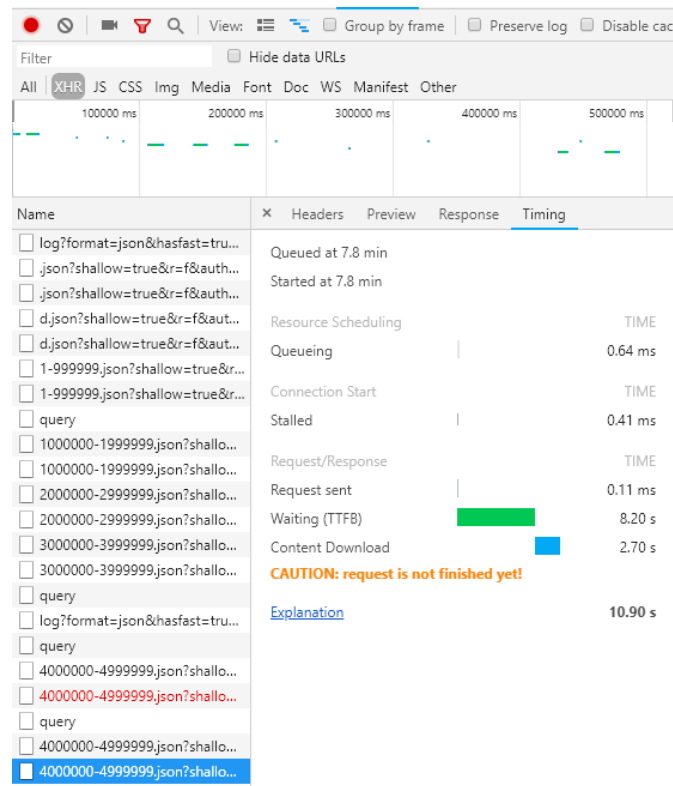 View: Group by frame Preserve log Disable cac
Filter Hide data URLs
All XHR JS CSS Img Media Font Doc WS Manifest Other
100000 ms 200000 ms 300000 ms 400000 ms 500000 ms
Name
× Headers Preview Response Timing
log?format=json&hasfast=tru...
.json?shallow=true&r=f&auth...
.json?shallow=true&r=f&auth...
d.json?shallow=true&r=f&aut...
d.json?shallow=true&r=f&aut...
1-999999.json?shallow=true&r...
1-999999.json?shallow=true&r...
query
1000000-1999999.json?shallo...
1000000-1999999.json?shallo...
2000000-2999999.json?shallo...
2000000-2999999.json?shallo...
3000000-3999999.json?shallo...
3000000-3999999.json?shallo...
query
log?format=json&hasfast=tru...
query
4000000-4999999.json?shallo...
4000000-4999999.json?shallo...
query
4000000-4999999.json?shallo...
4000000-4999999.json?shallo...
Queued at 7.8 min
Started at 7.8 min
Resource Scheduling TIME
Queueing 0.64 ms
Connection Start TIME
Stalled 0.41 ms
Request/Response TIME
Request sent 0.11 ms
Waiting (TTFB) 8.20 s
Content Download 2.70 s
CAUTION: request is not finished yet!
Explanation 10.90 s